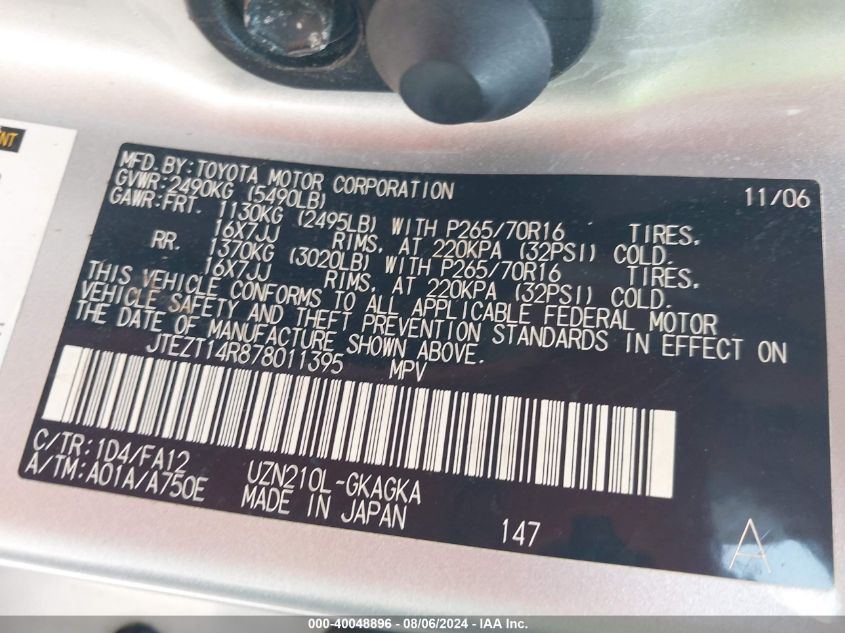 NT
MFD. BY: TOYOTA MOTOR CORPORATION 11/06
GVWR: 2490KG (5490LB)
GAWR: FRT. 1130KG (2495LB) WITH P265/70R16 TIRES,
16X7JJ RIMS, AT 220KPA (32PSI) COLD.
RR. 1370KG (3020LB) WITH P265/70R16 TIRES,
16X7JJ RIMS, AT 220KPA (32PSI) COLD.
THIS VEHICLE CONFORMS TO ALL APPLICABLE FEDERAL MOTOR
VEHICLE SAFETY AND THEFT PREVENTION STANDARDS IN EFFECT ON
THE DATE OF MANUFACTURE SHOWN ABOVE.
JTEZT14R878011395 MPV
C/TR: 1D4/FA12
A/TM: A01A/A750E
UZN210L-GKAGKA
MADE IN JAPAN
147
A
000-40048896 - 08/06/2024 - IAA Inc.